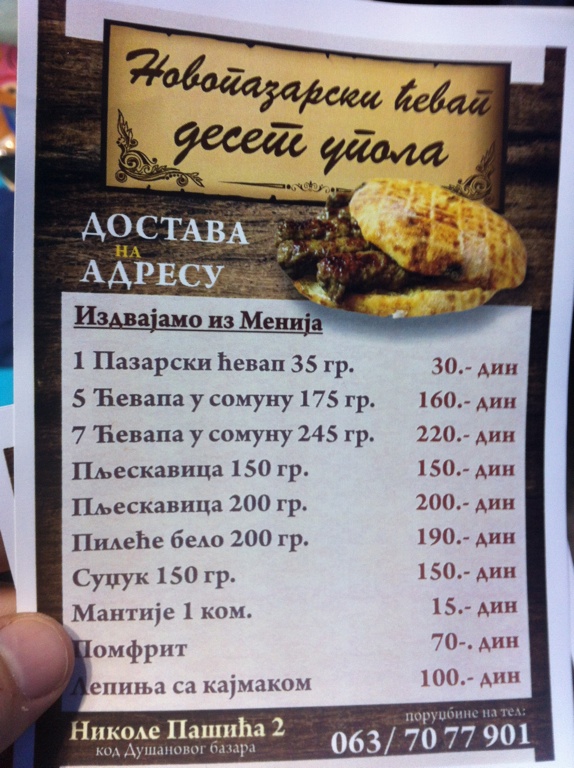 Новопазарски ћевап
десет упола
ДОСТАВА
НА
АДРЕСУ
Издвајамо из Менија
1 Пазарски ћевап 35 гр. 30.- дин
5 Ћевапа у сомуну 175 гр. 160.- дин
7 Ћевапа у сомуну 245 гр. 220.- дин
Пљескавица 150 гр. 150.- дин
Пљескавица 200 гр. 200.- дин
Пилеће бело 200 гр. 190.- дин
Суџук 150 гр. 150.- дин
Мантије 1 ком. 15.- дин
Помфрит 70-. дин
Лепиња са кајмаком 100.- дин
Николе Пашића 2
код Душановог базара
поруџбине на тел:
063/ 70 77 901